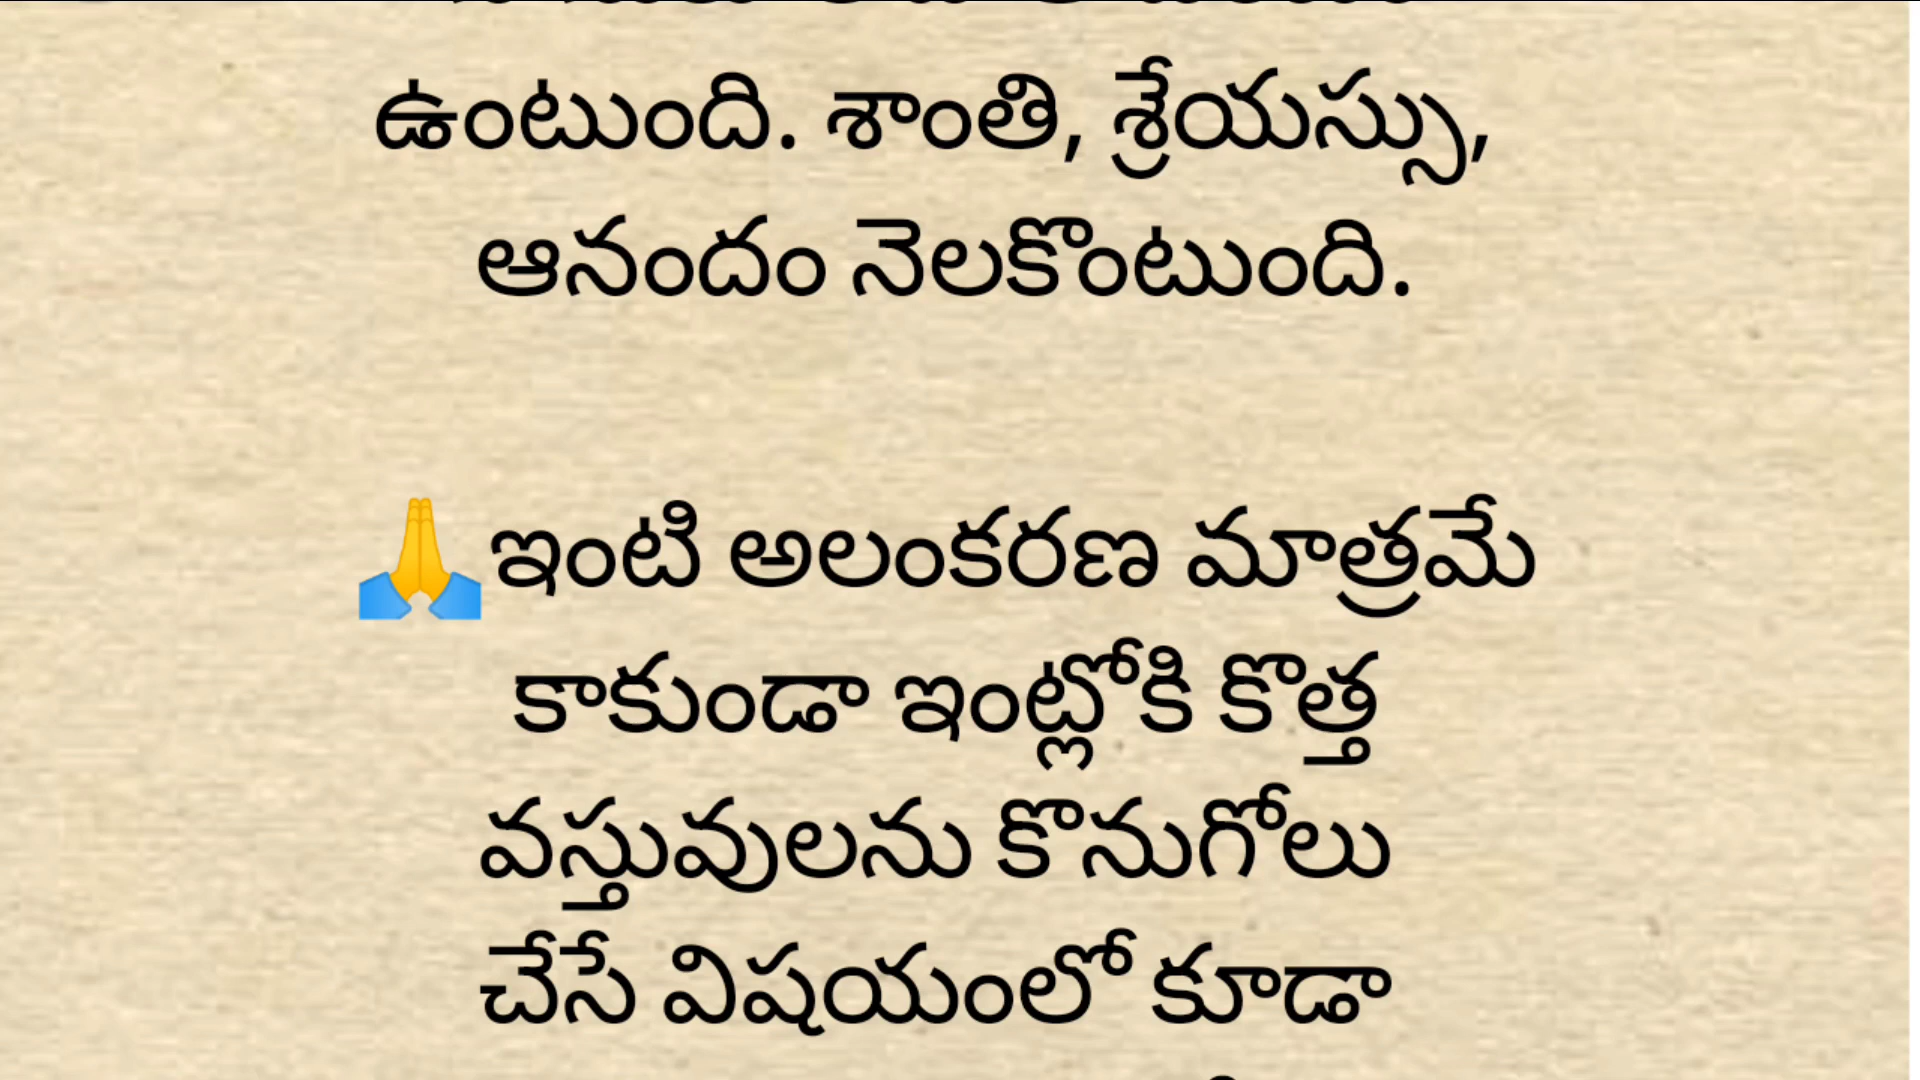 ఉంటుంది. శాంతి, శ్రేయస్సు,
ఆనందం నెలకొంటుంది.
🙏ఇంటి అలంకరణ మాత్రమే
కాకుండా ఇంట్లోకి కొత్త
వస్తువులను కొనుగోలు
చేసే విషయంలో కూడా